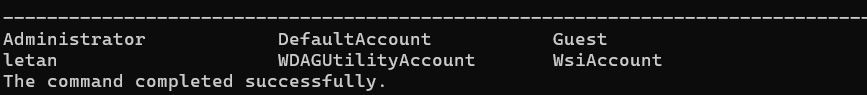 -------------------------------------------------------------------------------
Administrator            DefaultAccount           Guest
letan                    WDAGUtilityAccount       WsiAccount
The command completed successfully.